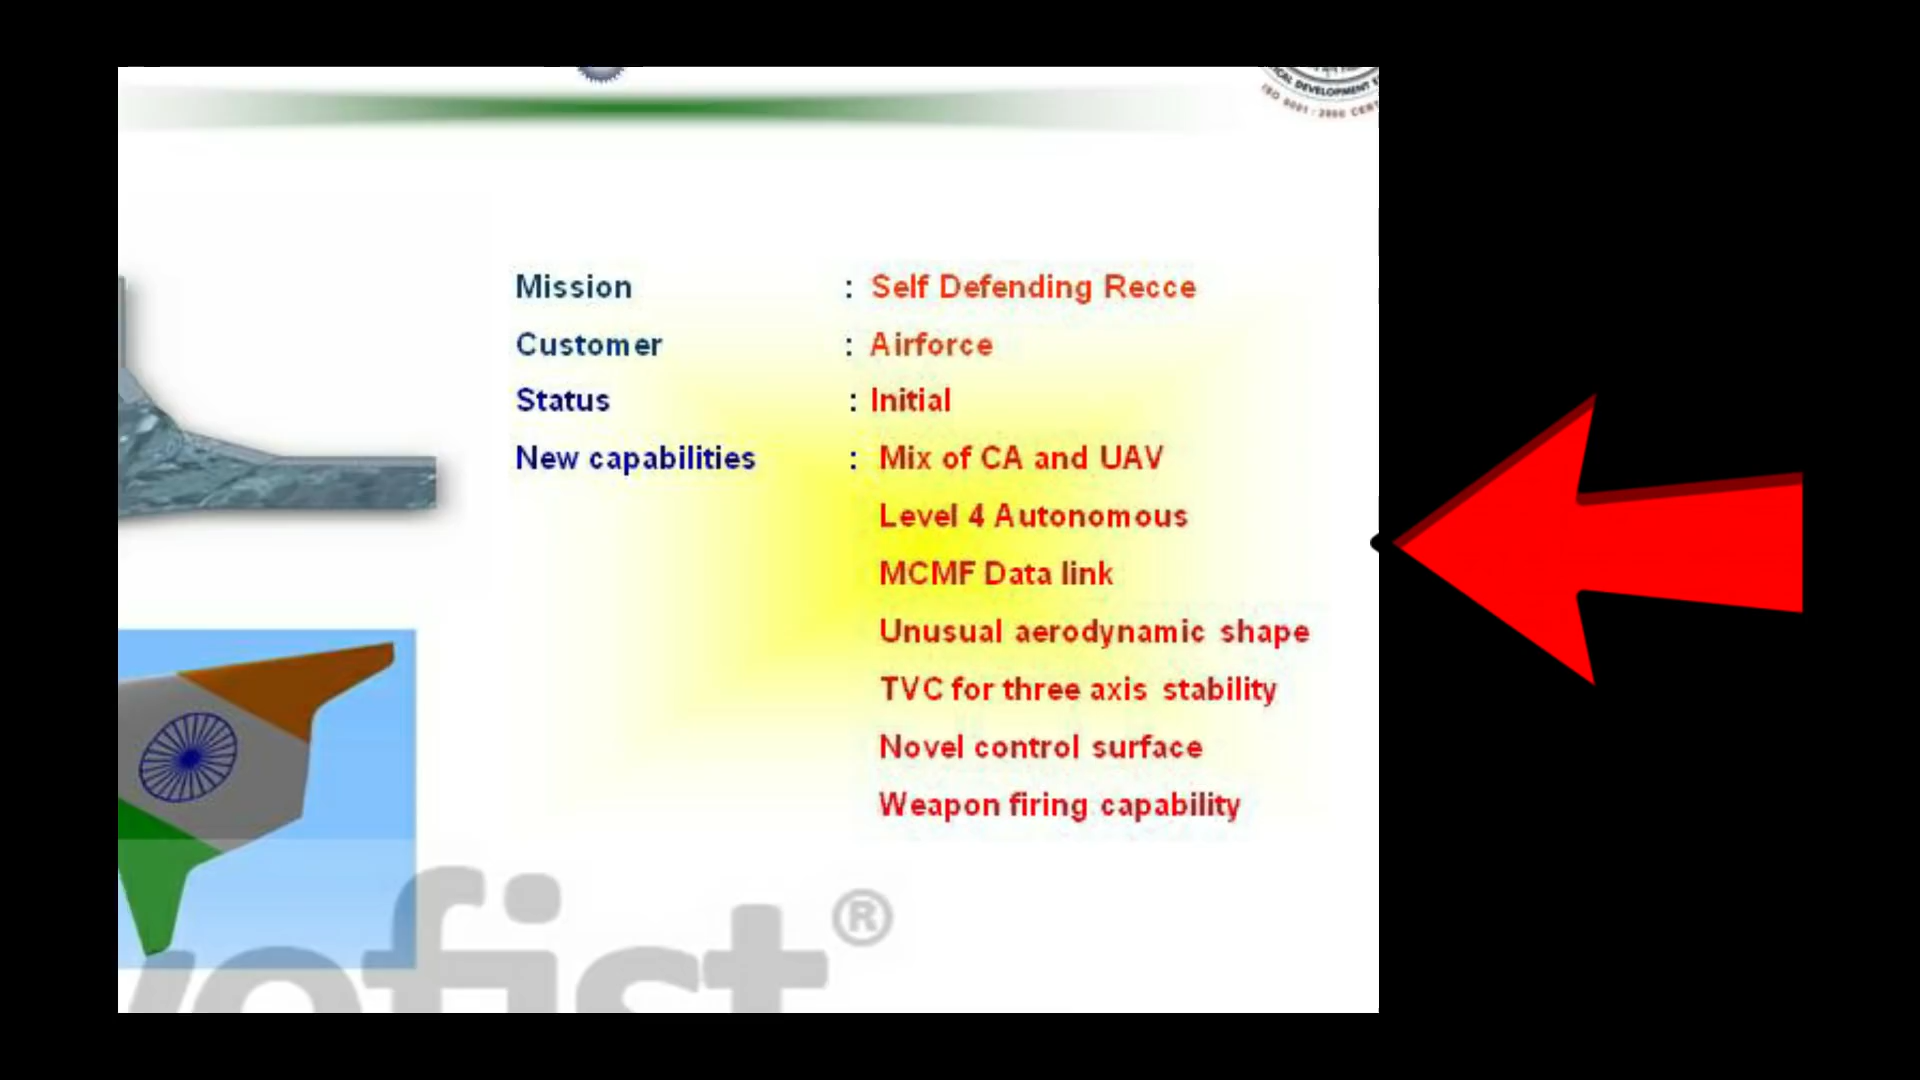 DEVELOPMENT
Mission : Self Defending Recce
Customer : Airforce
Status : Initial
New capabilities : Mix of CA and UAV
Level 4 Autonomous
MCMF Data link
Unusual aerodynamic shape
TVC for three axis stability
Novel control surface
Weapon firing capability
®